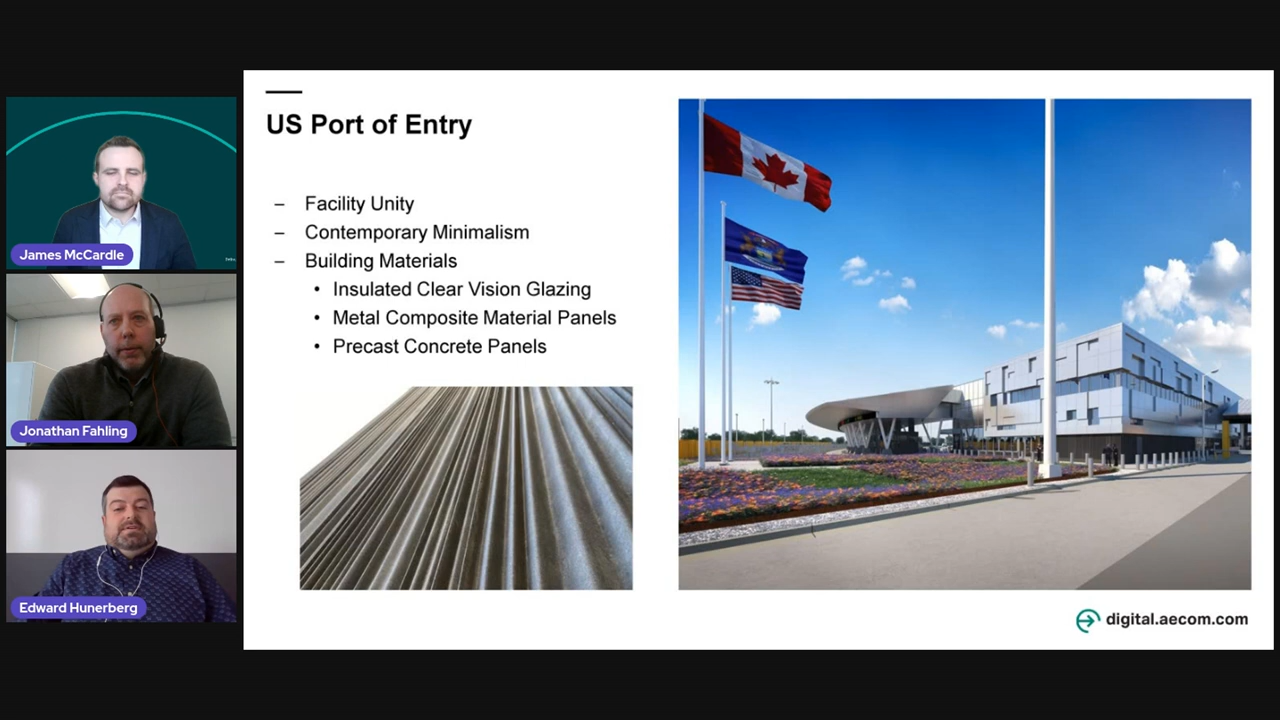 James McCardle
Jonathan Fahling
Edward Hunerberg
US Port of Entry
– Facility Unity
– Contemporary Minimalism
– Building Materials
• Insulated Clear Vision Glazing
• Metal Composite Material Panels
• Precast Concrete Panels
digital.aecom.com